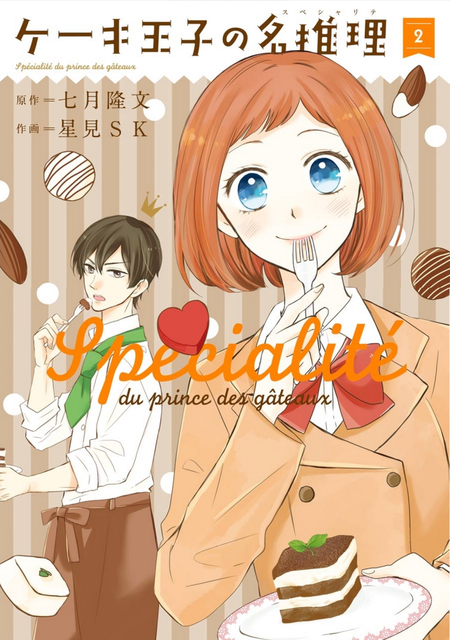 スペシャリテ
ケーキ王子の名推理
2
Spécialité du prince des gâteaux
原作＝七月隆文
作画＝星見SK
Spécialité
du prince des gâteaux